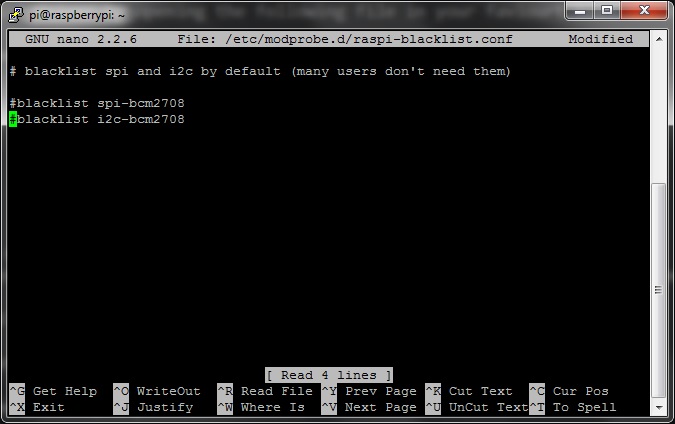 pi@raspberrypi: ~
GNU nano 2.2.6 File: /etc/modprobe.d/raspi-blacklist.conf Modified
# blacklist spi and i2c by default (many users don't need them)
#blacklist spi-bcm2708
#blacklist i2c-bcm2708
[ Read 4 lines ]
^G Get Help ^O WriteOut ^R Read File ^Y Prev Page ^K Cut Text ^C Cur Pos
^X Exit ^J Justify ^W Where Is ^V Next Page ^U UnCut Text^T To Spell